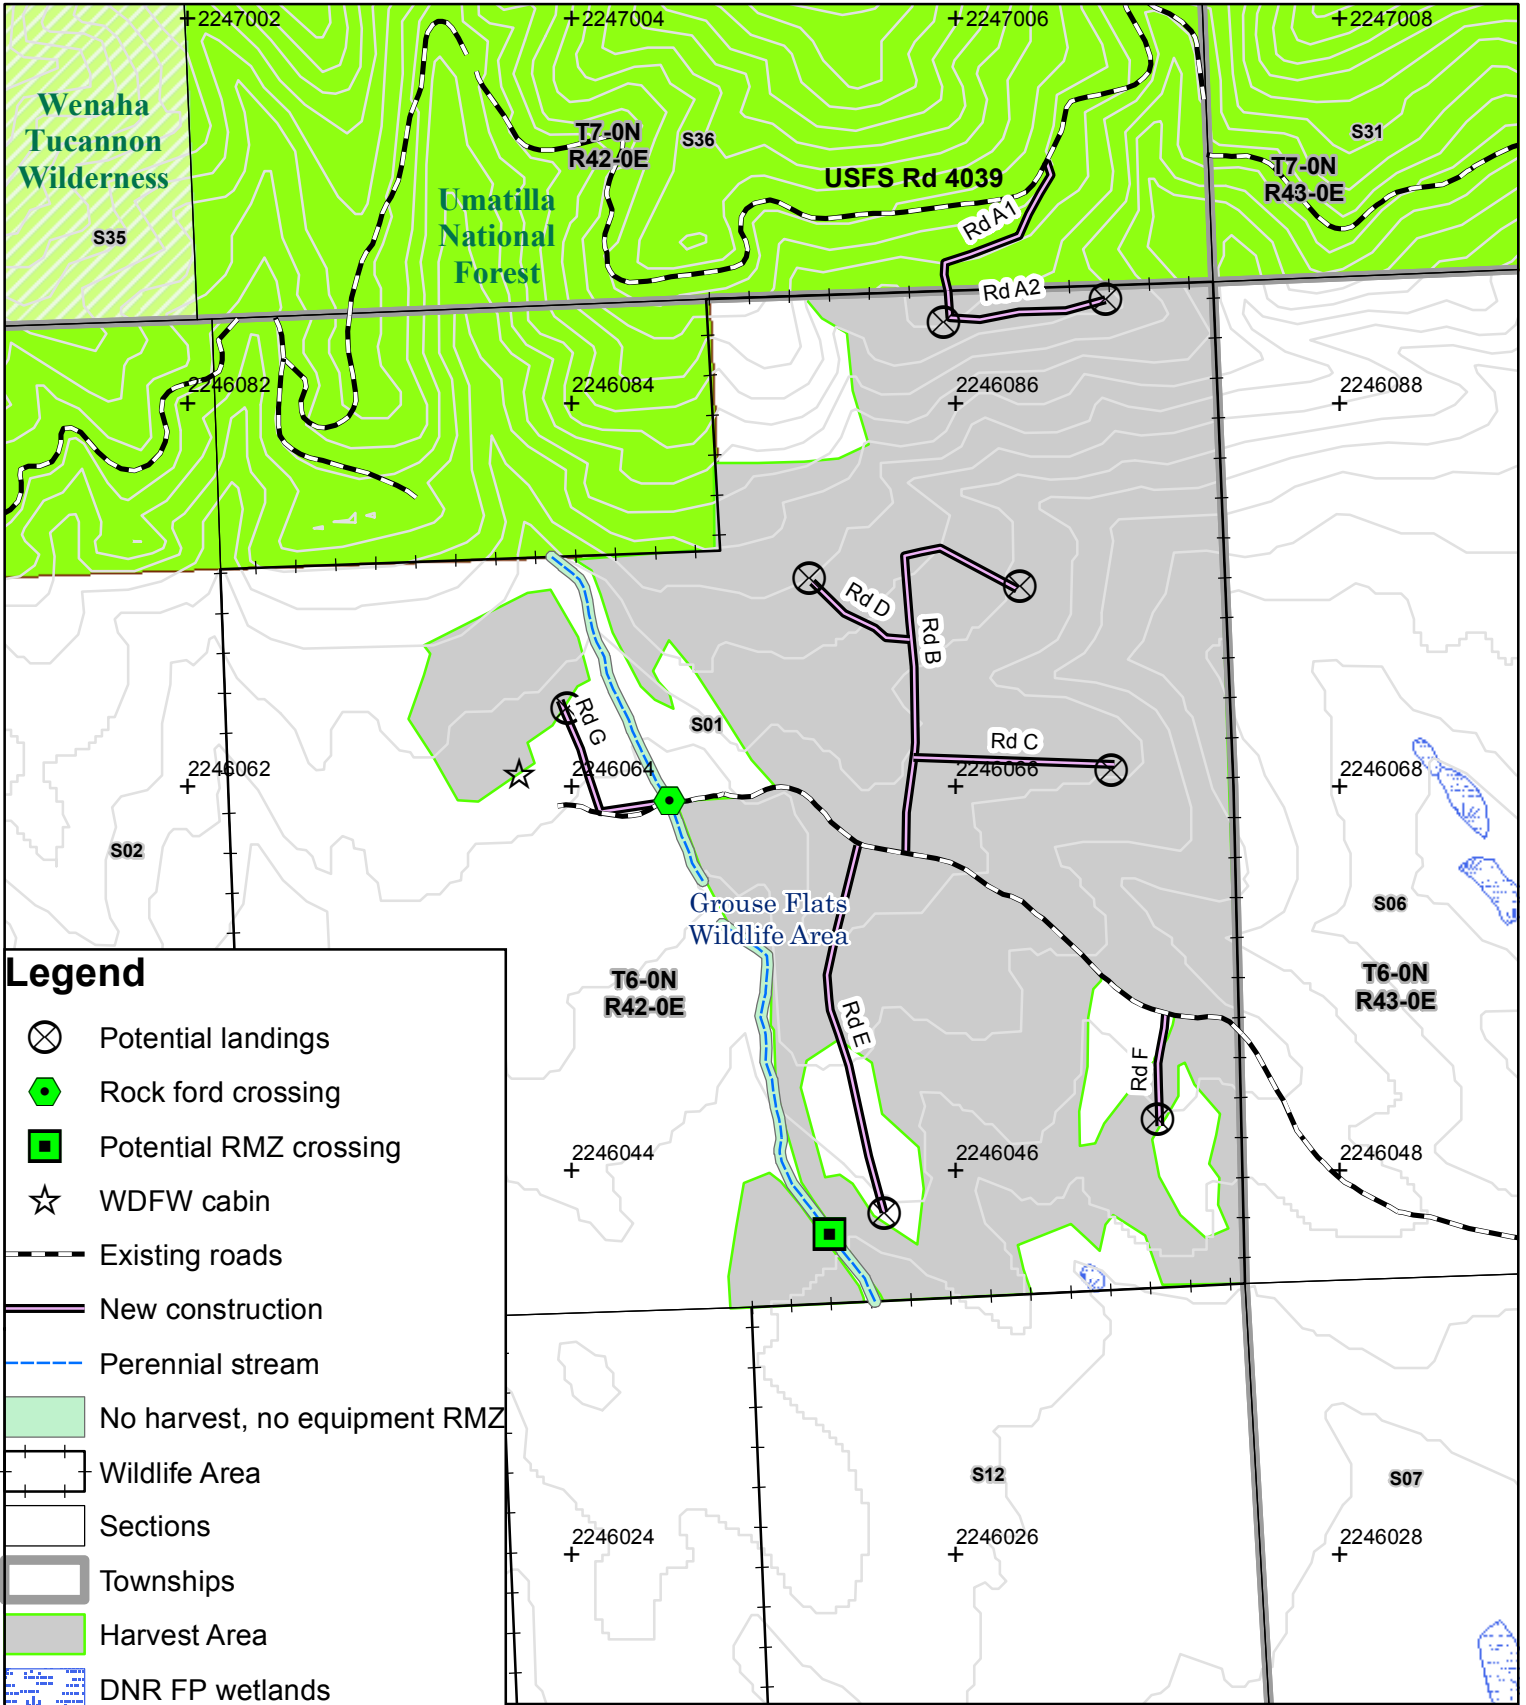 2247002
2247004
2247006
2247008
Wenaha
Tucannon
Wilderness
S35
T7-0N
R42-0E
S36
S31
T7-0N
R43-0E
USFS Rd 4039
Umatilla
National
Forest
Rd A1
Rd A2
2246082
2246084
2246086
2246088
Rd D
Rd B
Rd G
S01
Rd C
2246062
2246064
2246066
2246068
S02
Grouse Flats
Wildlife Area
S06
T6-0N
R42-0E
T6-0N
R43-0E
Rd E
Rd F
2246044
2246046
2246048
S12
S07
2246024
2246026
2246028
Legend
Potential landings
Rock ford crossing
Potential RMZ crossing
WDFW cabin
Existing roads
New construction
Perennial stream
No harvest, no equipment RMZ
Wildlife Area
Sections
Townships
Harvest Area
DNR FP wetlands